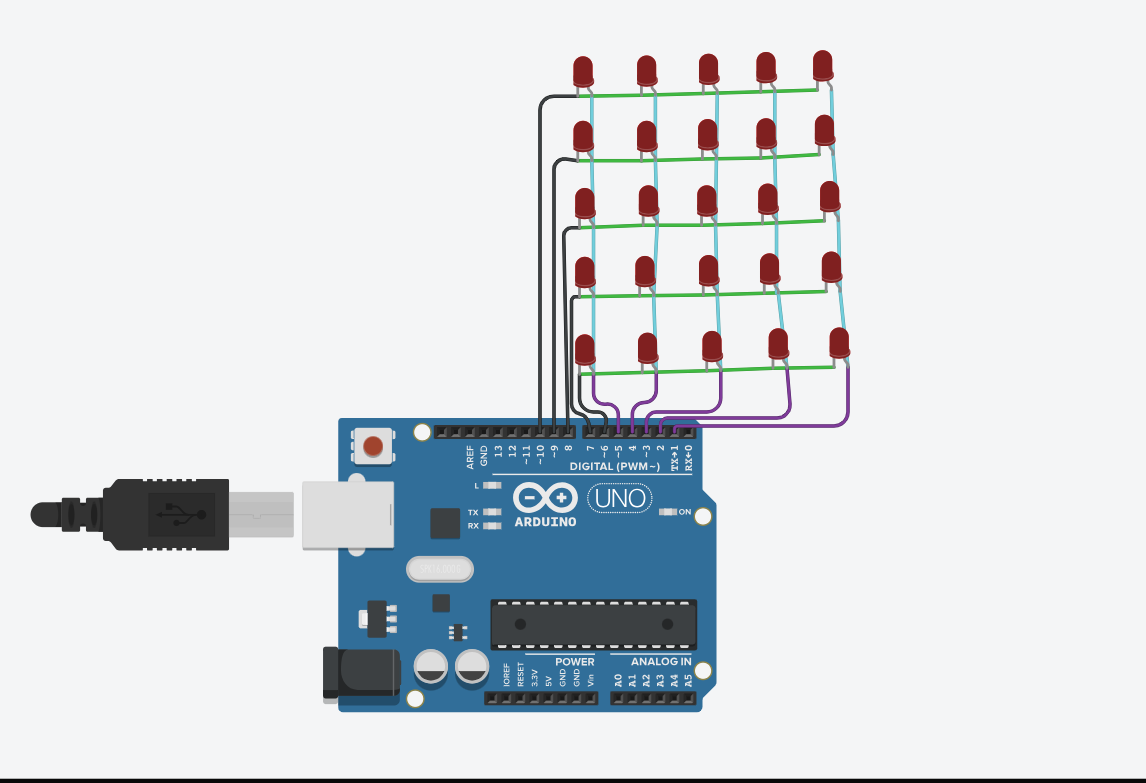 AREF
GND
13
12
~11
~10
~9
8
7
~6
~5
4
~3
2
TX→1
RX←0
DIGITAL (PWM~)
L
TX
RX
UNO
ARDUINO
ON
POWER
ANALOG IN
IOREF
RESET
3.3V
5V
GND
GND
Vin
A0
A1
A2
A3
A4
A5